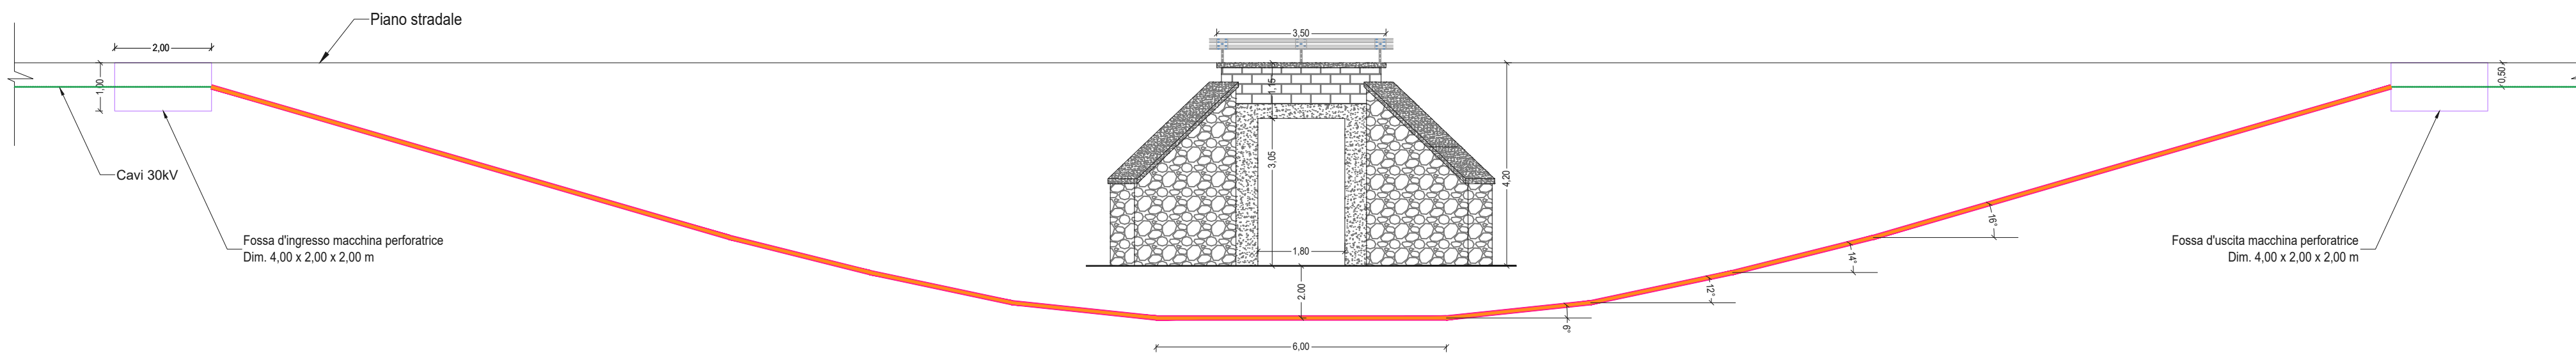 Piano stradale
2,00
1,00
Cavi 30kV
Fossa d'ingresso macchina perforatrice
Dim. 4,00 x 2,00 x 2,00 m
3,50
1,15
3,05
1,80
4,20
2.00
6,00
6°
12°
14°
16°
Fossa d'uscita macchina perforatrice
Dim. 4,00 x 2,00 x 2,00 m
0,50